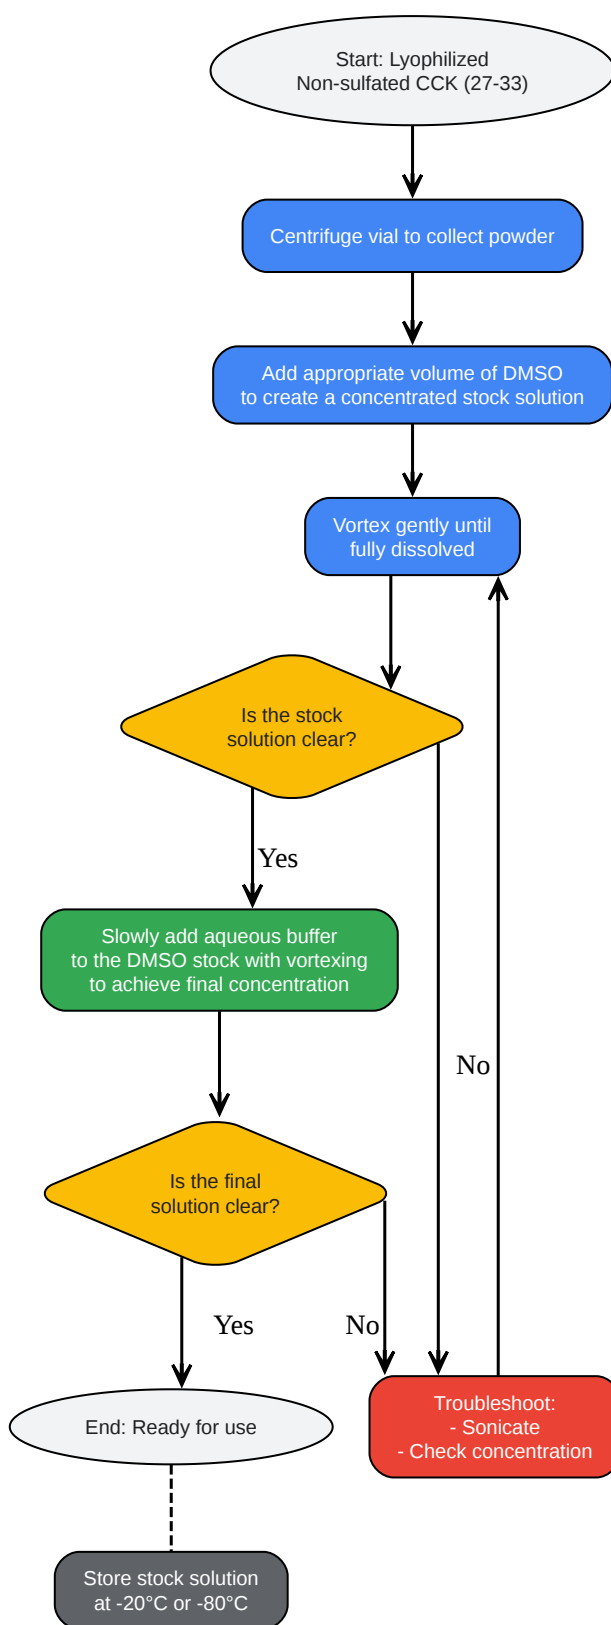 Start: Lyophilized
Non-sulfated CCK (27-33)
Centrifuge vial to collect powder
Add appropriate volume of DMSO
to create a concentrated stock solution
Vortex gently until
fully dissolved
Is the stock
solution clear?
Yes
Slowly add aqueous buffer
to the DMSO stock with vortexing
to achieve final concentration
No
Is the final
solution clear?
Yes
No
End: Ready for use
Troubleshoot:
- Sonicate
- Check concentration
Store stock solution
at -20°C or -80°C